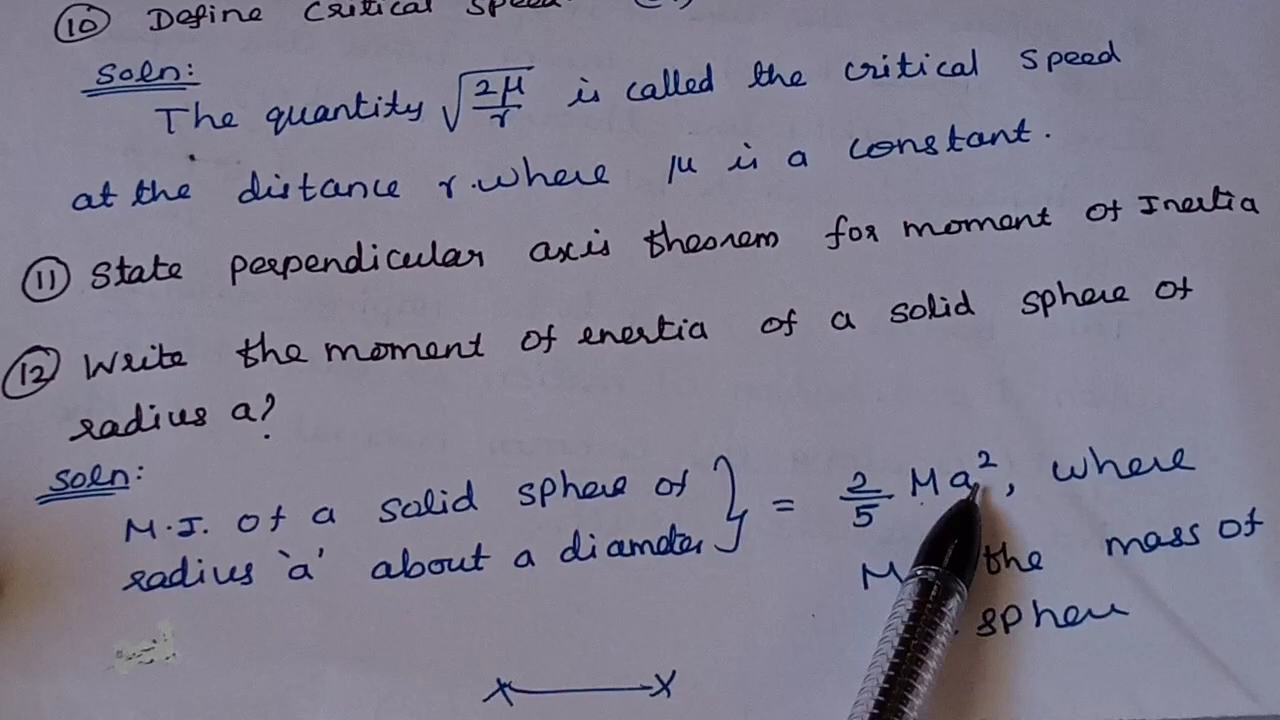 ⑩ Define Critical Speed.
Soln:
The quantity √(2μ/r) is called the critical speed
at the distance r. where μ is a constant.
⑪ State perpendicular axis theorem for moment of Inertia
⑫ Write the moment of enertia of a solid sphere of
radius a?
Soln:
M.I. of a solid sphere of
radius 'a' about a diameter } = 2/5 Ma², where
M the mass of
sphere